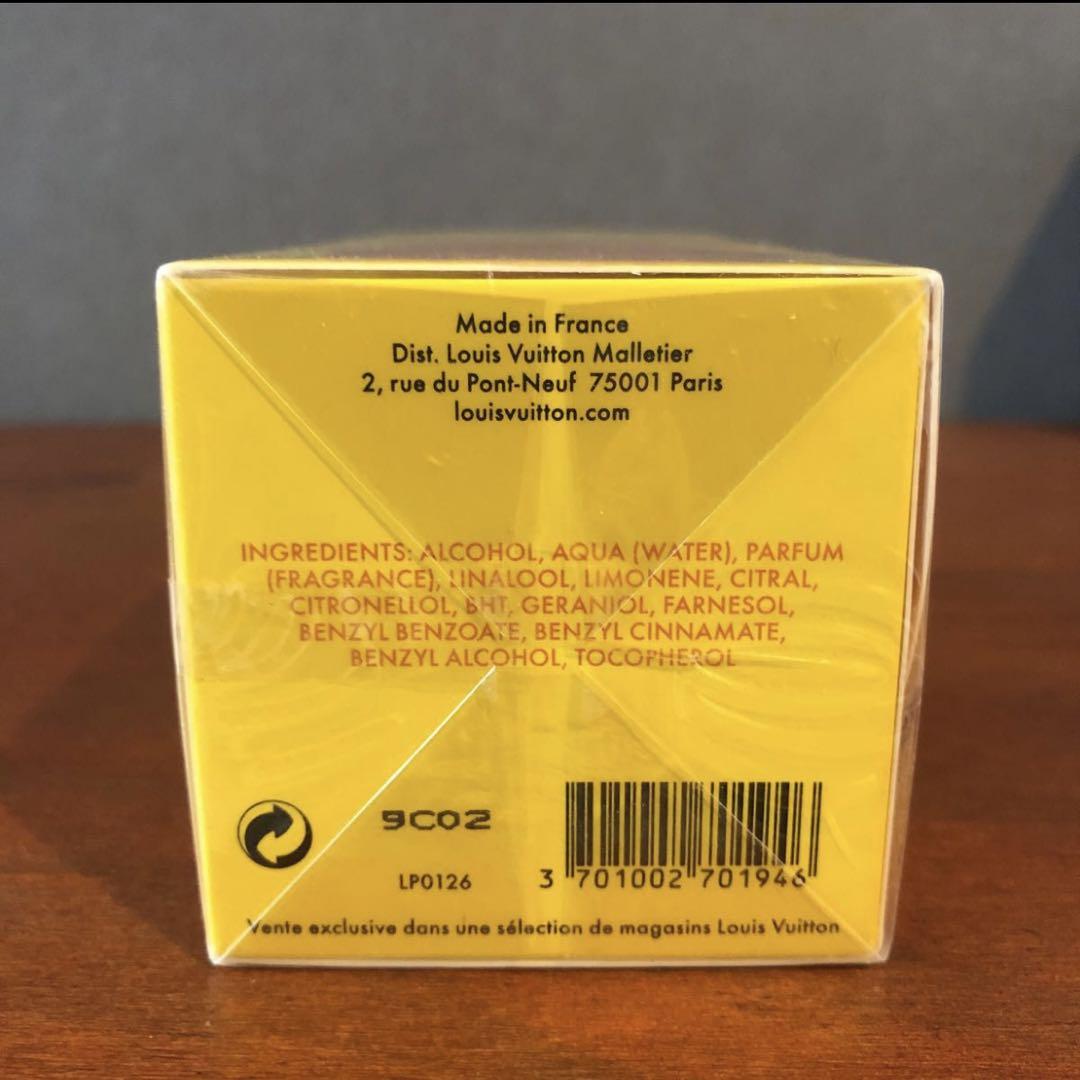 Made in France
Dist. Louis Vuitton Malletier
2, rue du Pont-Neuf 75001 Paris
louisvuitton.com
INGREDIENTS: ALCOHOL, AQUA (WATER), PARFUM
(FRAGRANCE), LINALOOL, LIMONENE, CITRAL,
CITRONELLOL, BHT, GERANIOL, FARNESOL,
BENZYL BENZOATE, BENZYL CINNAMATE,
BENZYL ALCOHOL, TOCOPHEROL
9C02
LP0126
3 701002 701946
Vente exclusive dans une sélection de magasins Louis Vuitton